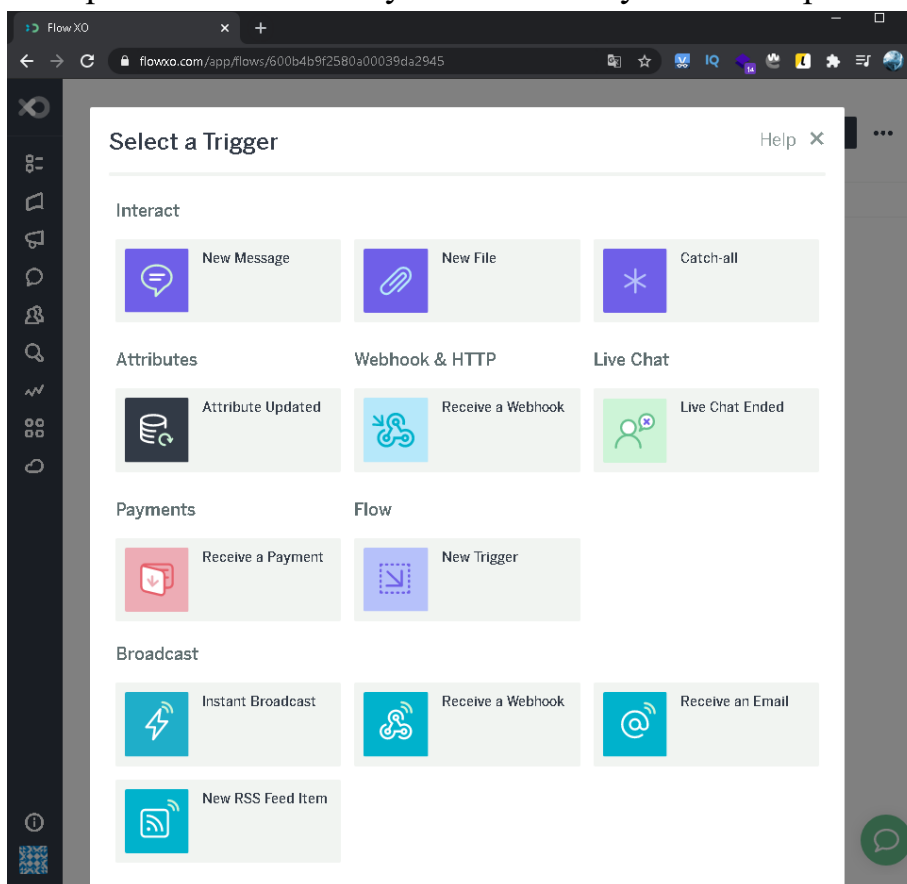 Flow XO
flowxo.com/app/flows/600b4b9f2580a00039da2945
IQ
14
XO
Select a Trigger
Help
Interact
New Message
New File
Catch-all
Attributes
Webhook & HTTP
Live Chat
Attribute Updated
Receive a Webhook
Live Chat Ended
Payments
Flow
Receive a Payment
New Trigger
Broadcast
Instant Broadcast
Receive a Webhook
Receive an Email
New RSS Feed Item